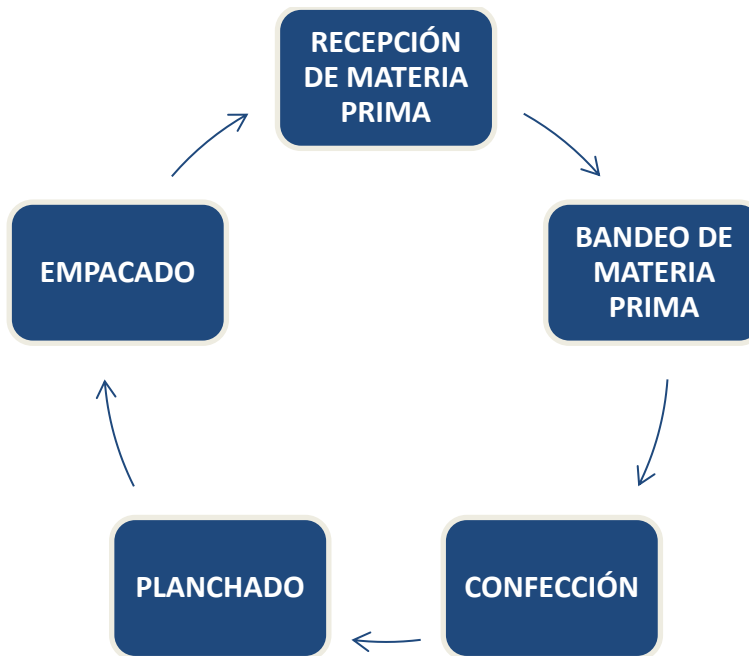 RECEPCIÓN
DE MATERIA
PRIMA
BANDEO DE
MATERIA
PRIMA
CONFECCIÓN
PLANCHADO
EMPACADO